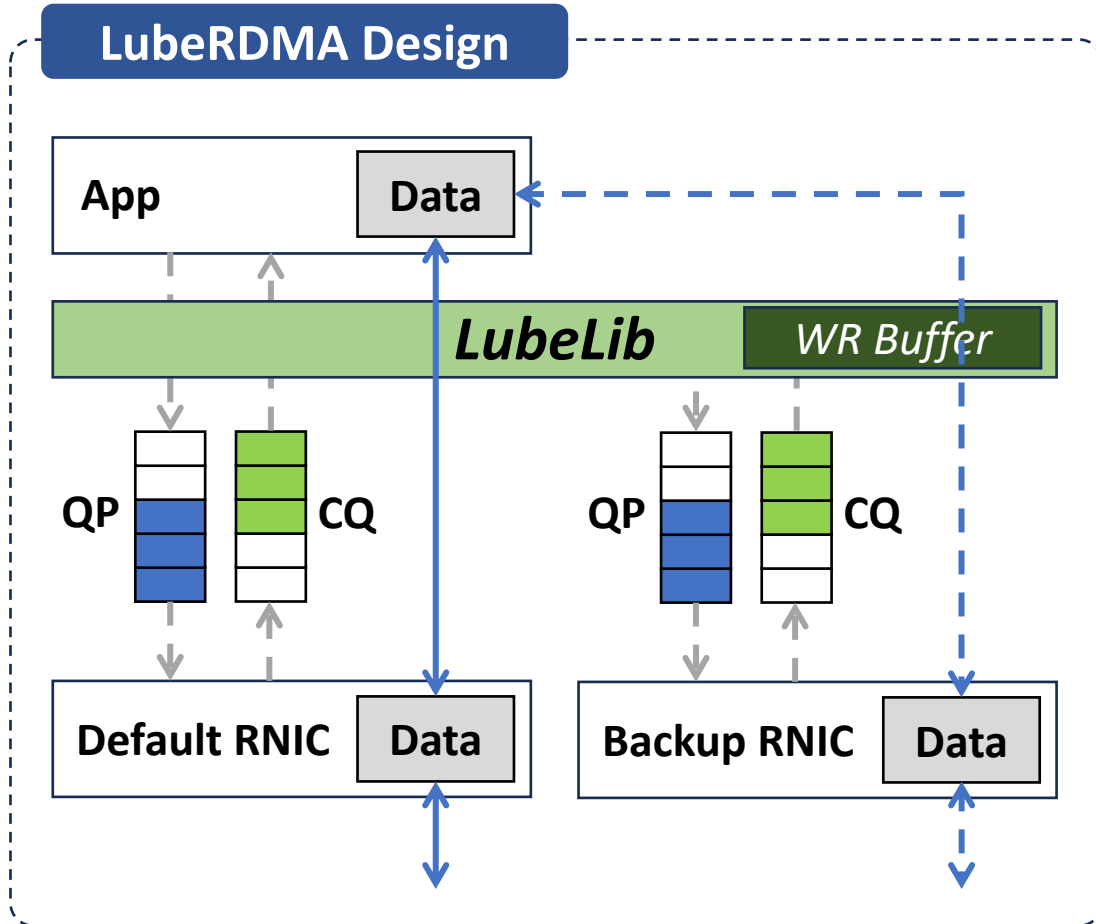 LubeRDMA Design
App
Data
LubeLib
WR Buffer
QP
CQ
QP
CQ
Default RNIC
Data
Backup RNIC
Data